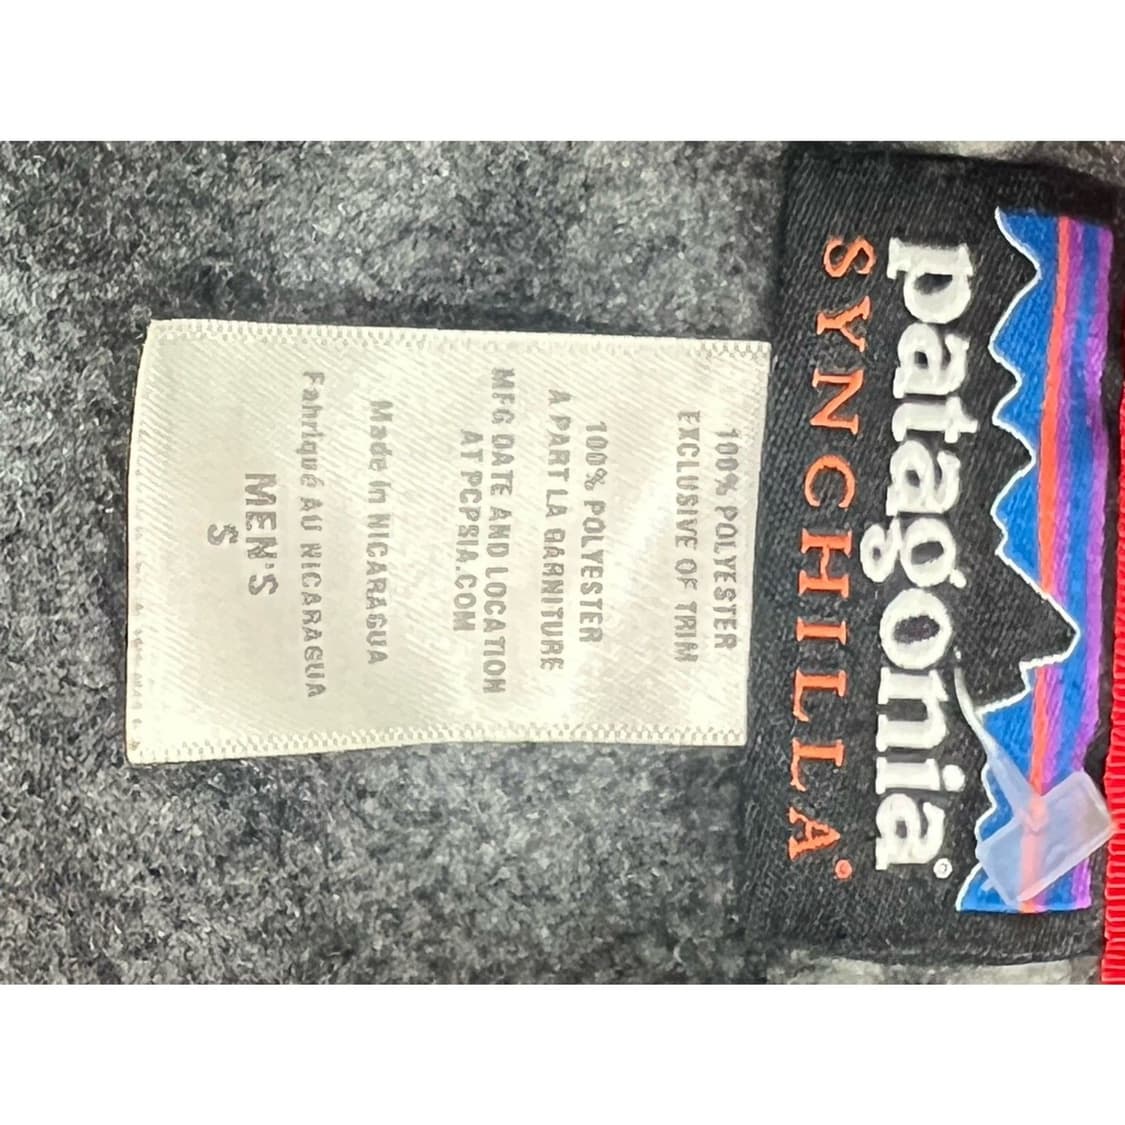 patagonia®
SYNCHILLA®
100% POLYESTER
EXCLUSIVE OF TRIM
100% POLYESTER
A PART LA GARNITURE
MFG DATE AND LOCATION
AT PCPSIA.COM
Made in NICARAGUA
Fahriqué AU NICARAGUA
MEN'S
S